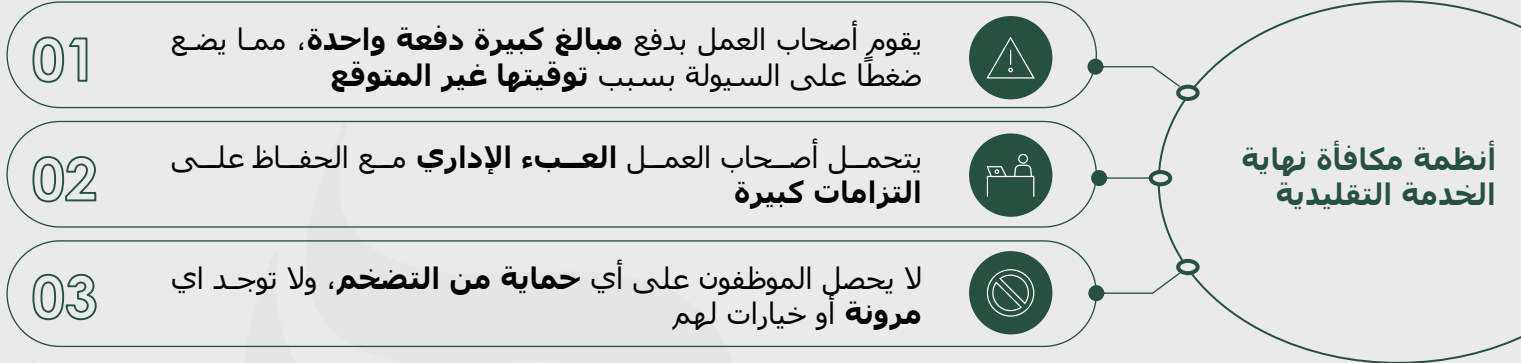 أنظمة مكافأة نهاية
الخدمة التقليدية
01
يقوم أصحاب العمل بدفع مبالغ كبيرة دفعة واحدة، مما يضع
ضغطًا على السيولة بسبب توقيتها غير المتوقع
02
يتحمل أصحاب العمل العبء الإداري مع الحفاظ على
التزامات كبيرة
03
لا يحصل الموظفون على أي حماية من التضخم، ولا توجد اي
مرونة أو خيارات لهم